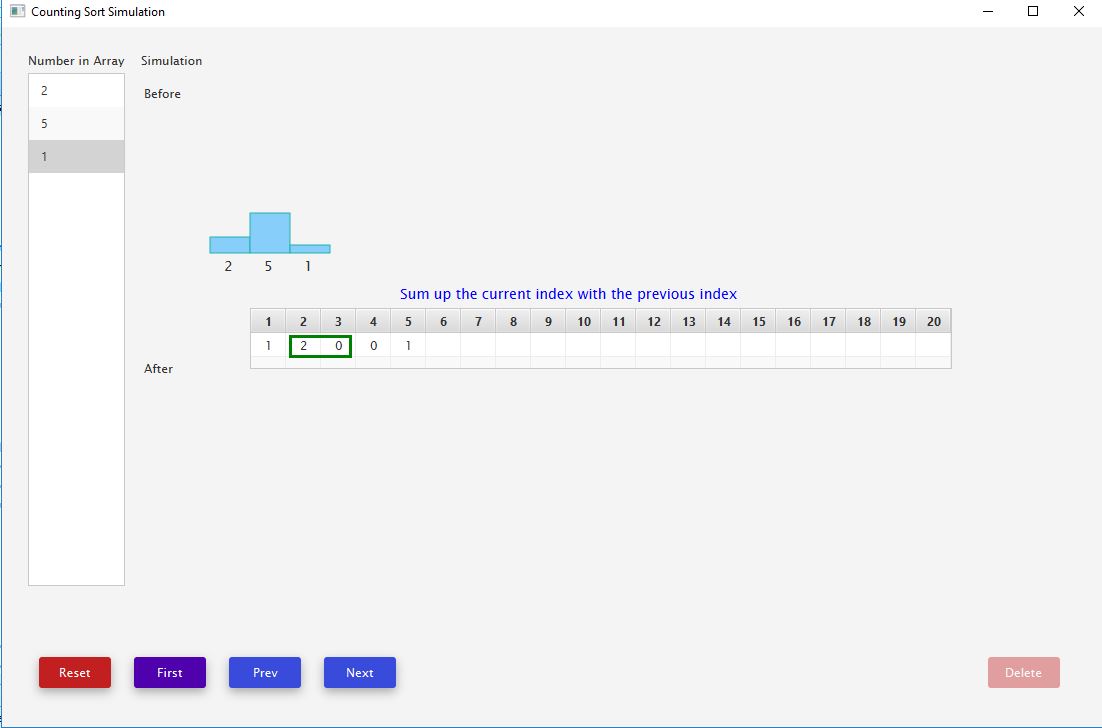 Counting Sort Simulation
Number in Array Simulation
2
Before
5
1
2 5 1
Sum up the current index with the previous index
1 2 3 4 5 6 7 8 9 10 11 12 13 14 15 16 17 18 19 20
1 2 0 0 1
After
Reset First Prev Next Delete